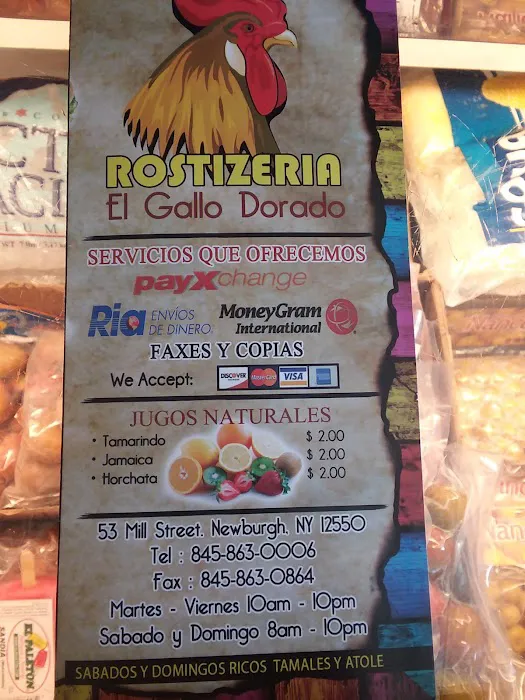 ROSTIZERIA
El Gallo Dorado
SERVICIOS QUE OFRECEMOS
payXchange
Ria ENVÍOS DE DINERO.
MoneyGram International
FAXES Y COPIAS
We Accept: DISCOVER MasterCard VISA
JUGOS NATURALES
• Tamarindo $ 2.00
• Jamaica $ 2.00
• Horchata $ 2.00
53 Mill Street. Newburgh, NY 12550
Tel : 845-863-0006
Fax : 845-863-0864
Martes - Viernes 10am - 10pm
Sabado y Domingo 8am - 10pm
SABADOS Y DOMINGOS RICOS TAMALES Y ATOLE
EL PALETON
SANDIA